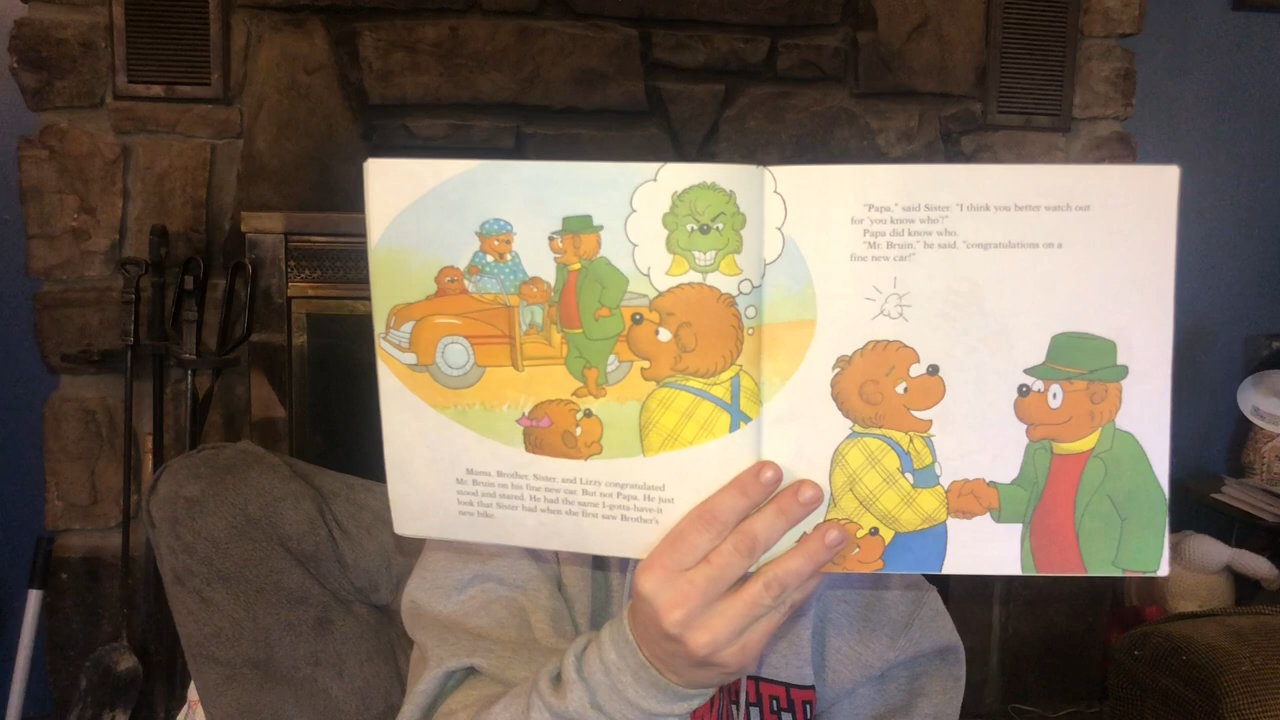 Mama, Brother, Sister, and Lizzy congratulated
Mr. Bruin on his fine new car. But not Papa. He just
stood and stared. He had the same I-gotta-have-it
look that Sister had when she first saw Brother's
new bike.
"Papa," said Sister. "I think you better watch out
for 'you know who'!"
Papa did know who.
"Mr. Bruin," he said, "congratulations on a
fine new car!"